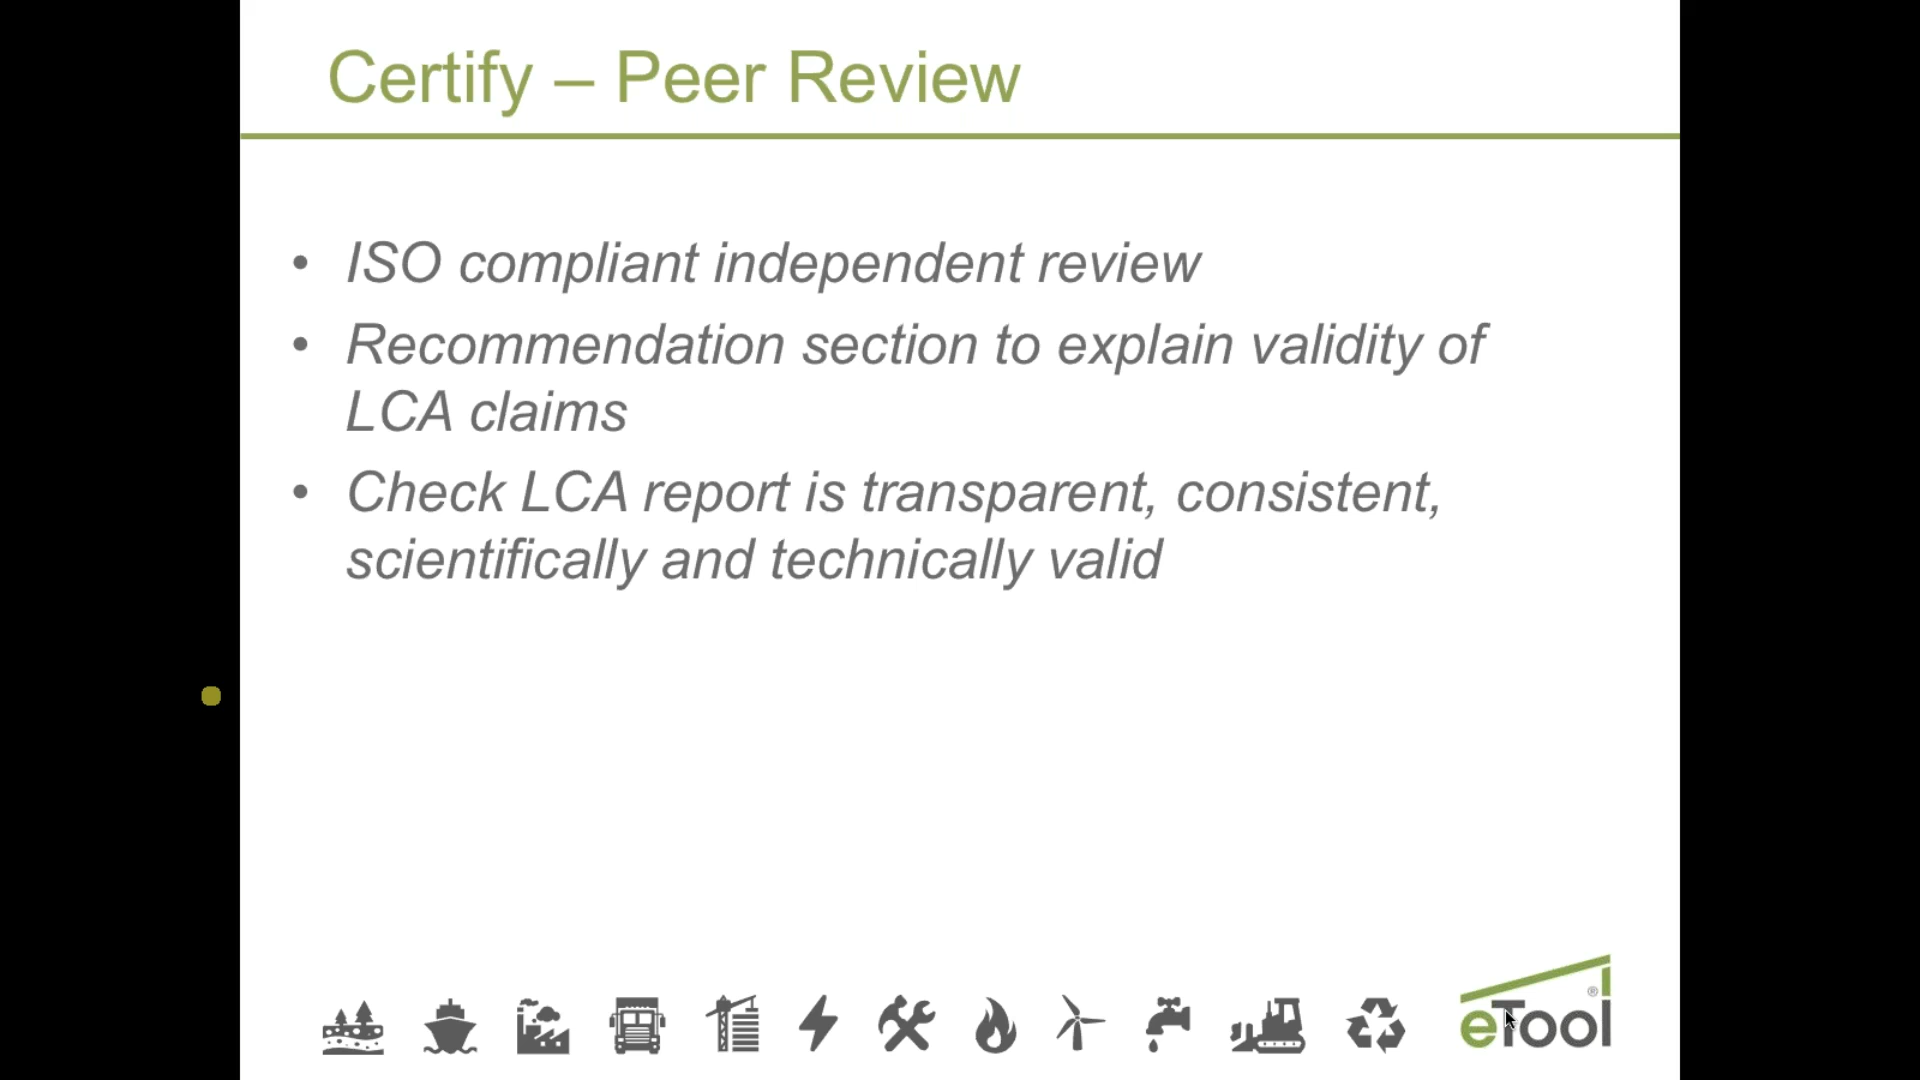 Certify – Peer Review
• ISO compliant independent review
• Recommendation section to explain validity of
LCA claims
• Check LCA report is transparent, consistent,
scientifically and technically valid
eTool®